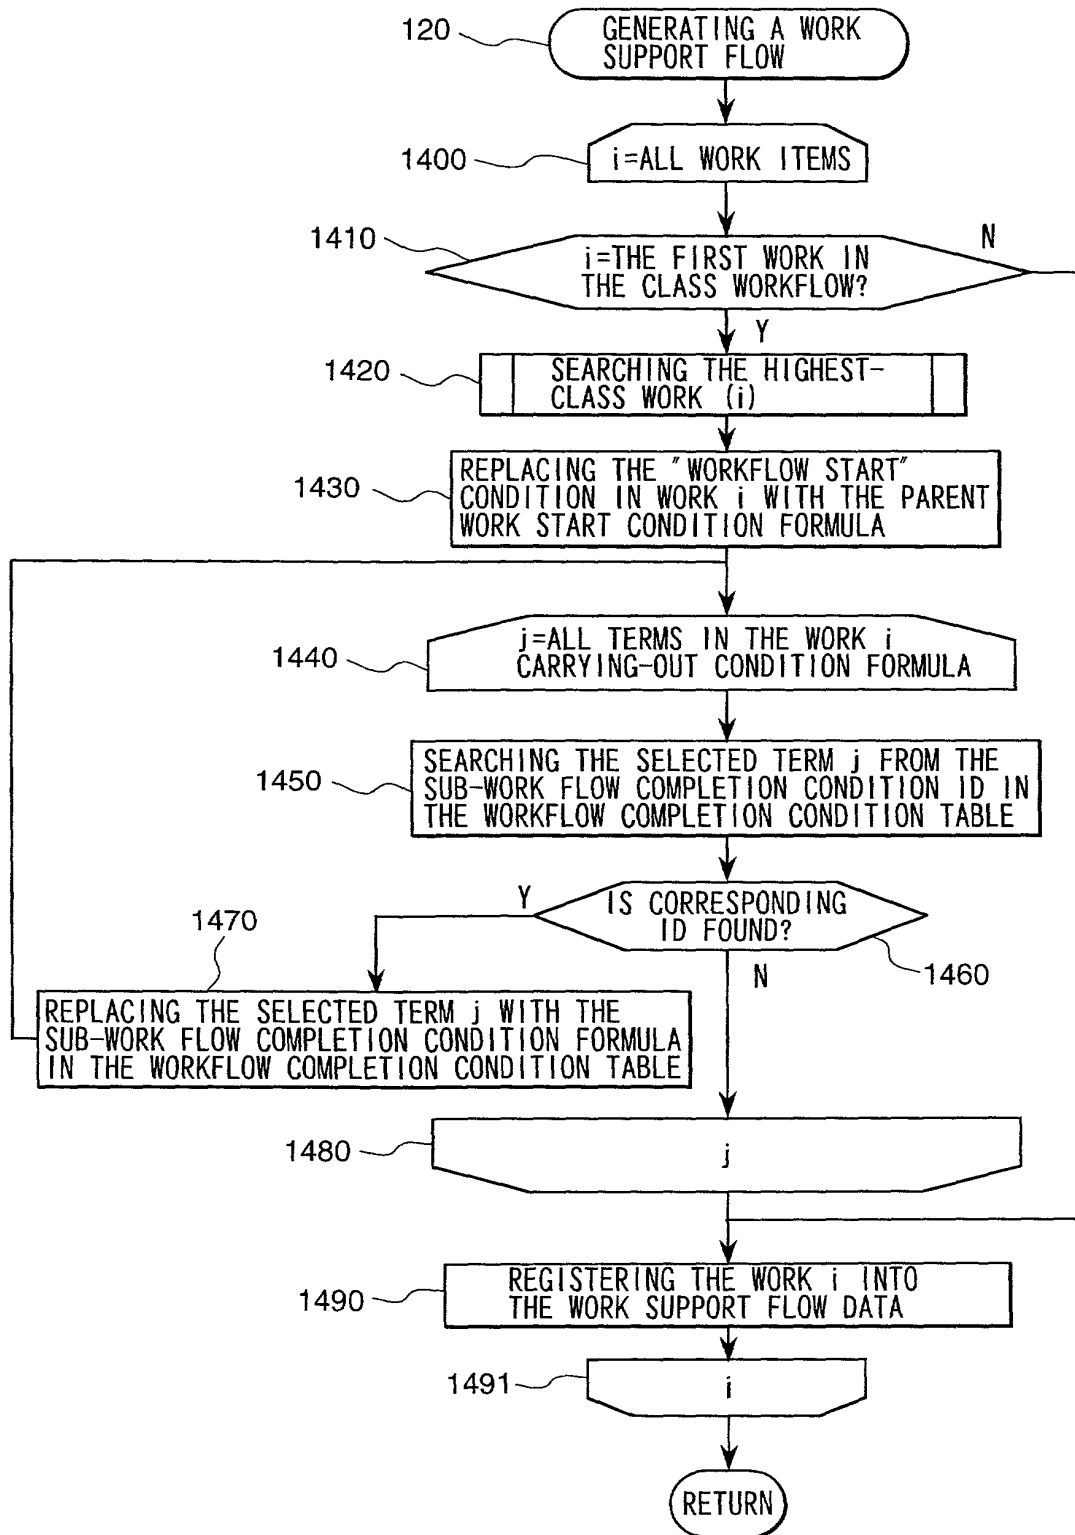 120
GENERATING A WORK
SUPPORT FLOW
1400
i=ALL WORK ITEMS
1410
i=THE FIRST WORK IN
THE CLASS WORKFLOW?
N
Y
1420
SEARCHING THE HIGHEST-
CLASS WORK (i)
1430
REPLACING THE "WORKFLOW START"
CONDITION IN WORK i WITH THE PARENT
WORK START CONDITION FORMULA
1440
j=ALL TERMS IN THE WORK i
CARRYING-OUT CONDITION FORMULA
1450
SEARCHING THE SELECTED TERM j FROM THE
SUB-WORK FLOW COMPLETION CONDITION ID IN
THE WORKFLOW COMPLETION CONDITION TABLE
Y
IS CORRESPONDING
ID FOUND?
1460
N
1470
REPLACING THE SELECTED TERM j WITH THE
SUB-WORK FLOW COMPLETION CONDITION FORMULA
IN THE WORKFLOW COMPLETION CONDITION TABLE
1480
j
1490
REGISTERING THE WORK i INTO
THE WORK SUPPORT FLOW DATA
1491
i
RETURN